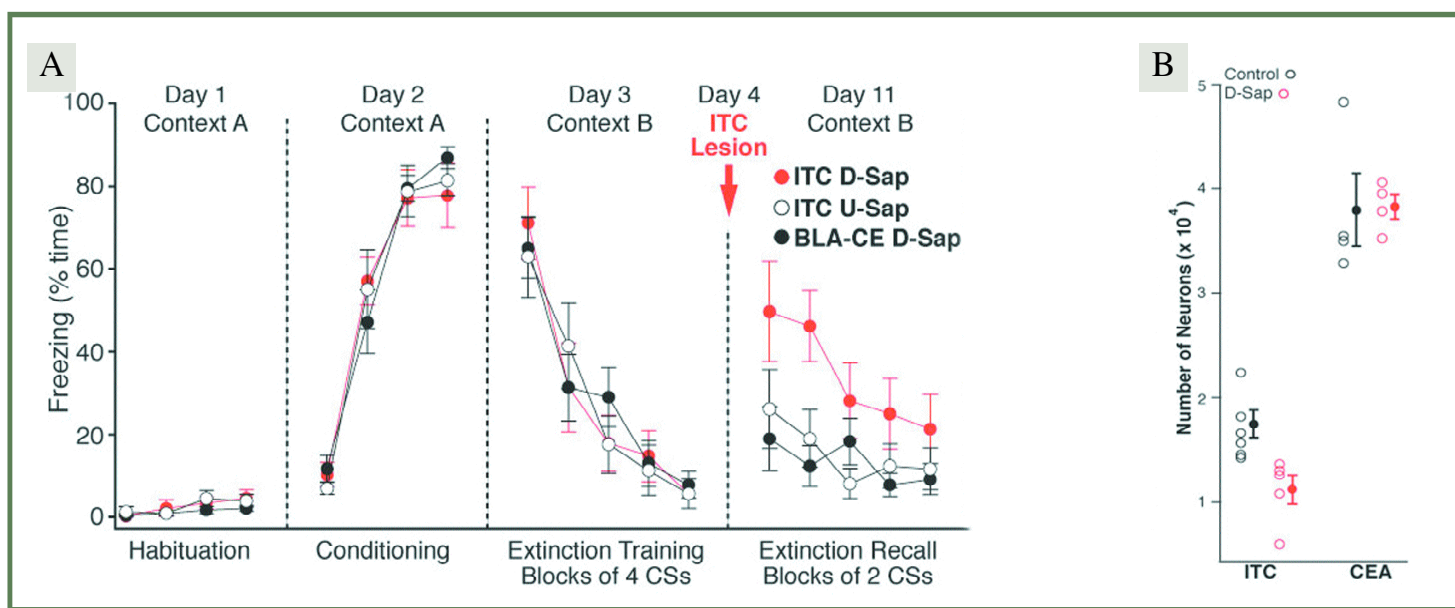 A
Day 1
Context A
Day 2
Context A
Day 3
Context B
Day 4
ITC
Lesion
Day 11
Context B
ITC D-Sap
ITC U-Sap
BLA-CE D-Sap
Freezing (% time)
100
80
60
40
20
0
Habituation
Conditioning
Extinction Training
Blocks of 4 CSs
Extinction Recall
Blocks of 2 CSs
B
Control
D-Sap
Number of Neurons (x 10⁴)
5
4
3
2
1
ITC
CEA